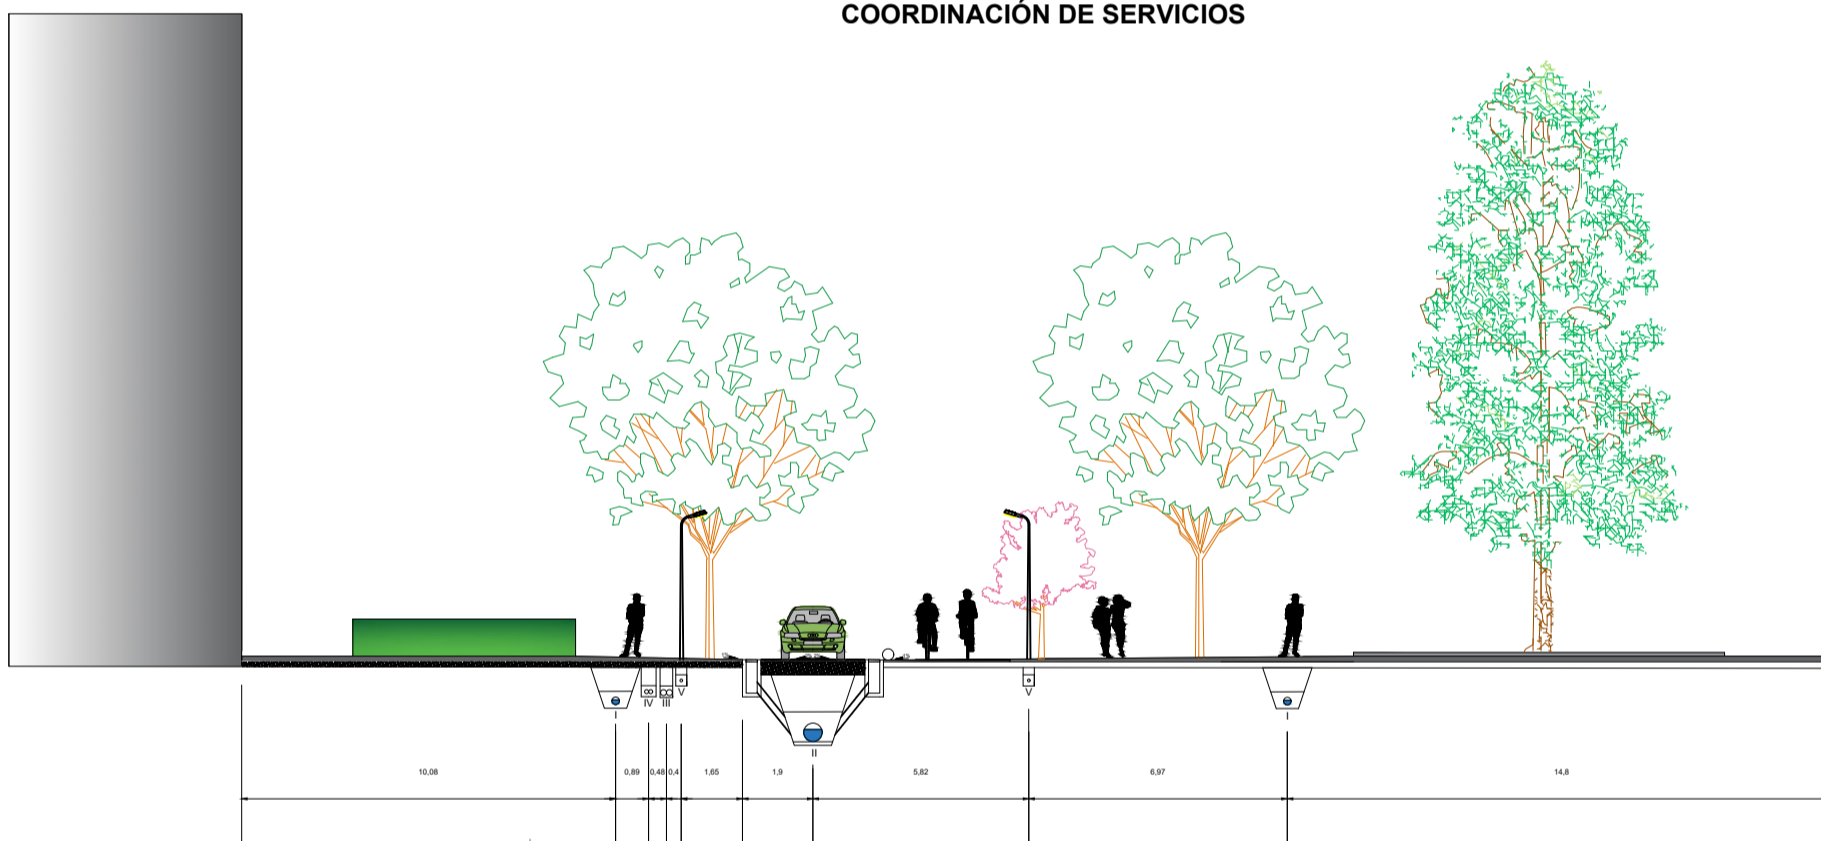 COORDINACIÓN DE SERVICIOS
I IV III V II V I
10,08 0,89 0,48 0,4 1,65 1,9 5,82 6,97 14,8